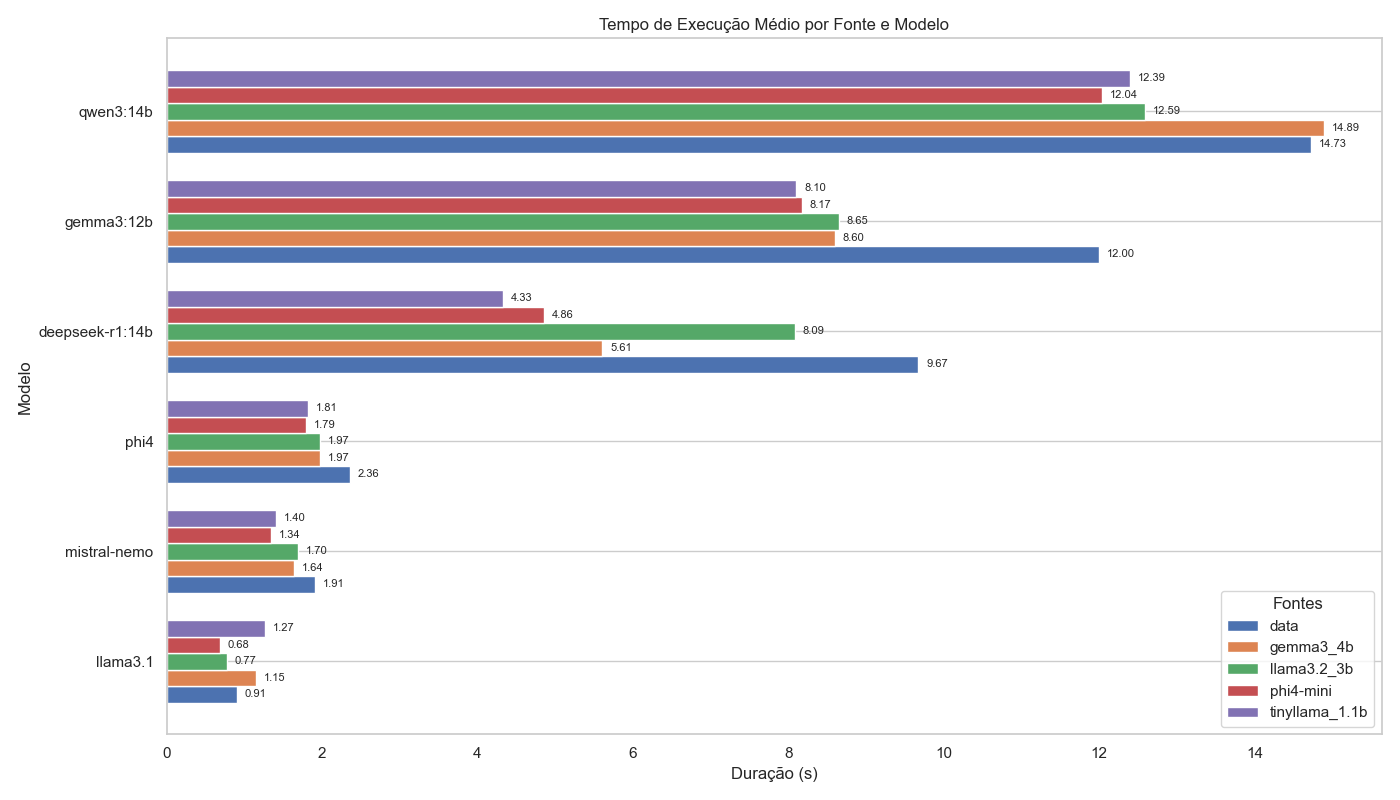 Tempo de Execução Médio por Fonte e Modelo
Modelo
qwen3:14b
12.39
12.04
12.59
14.89
14.73
gemma3:12b
8.10
8.17
8.65
8.60
12.00
deepseek-r1:14b
4.33
4.86
8.09
5.61
9.67
phi4
1.81
1.79
1.97
1.97
2.36
mistral-nemo
1.40
1.34
1.70
1.64
1.91
llama3.1
1.27
0.68
0.77
1.15
0.91
Fontes
data
gemma3_4b
llama3.2_3b
phi4-mini
tinyllama_1.1b
0 2 4 6 8 10 12 14
Duração (s)